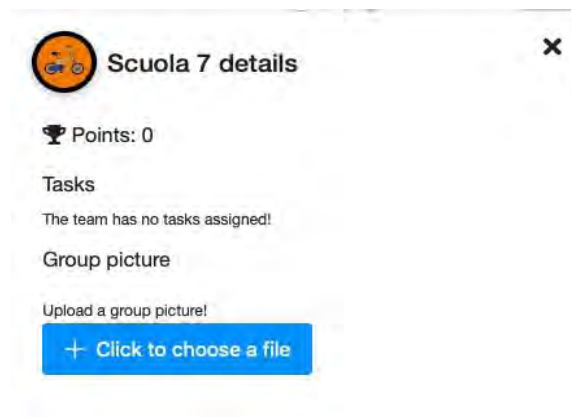 Scuola 7 details
Points: 0
Tasks
The team has no tasks assigned!
Group picture
Upload a group picture!
+ Click to choose a file